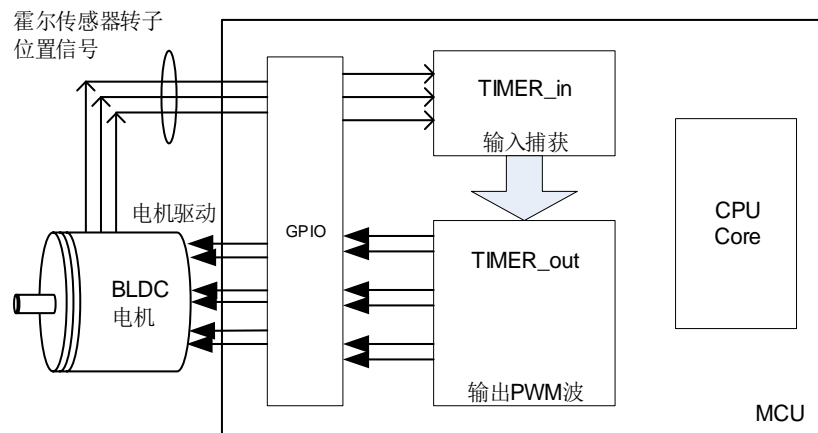 霍尔传感器转子
位置信号
TIMER_in
输入捕获
电机驱动
GPIO
CPU
Core
TIMER_out
BLDC
电机
输出PWM波
MCU